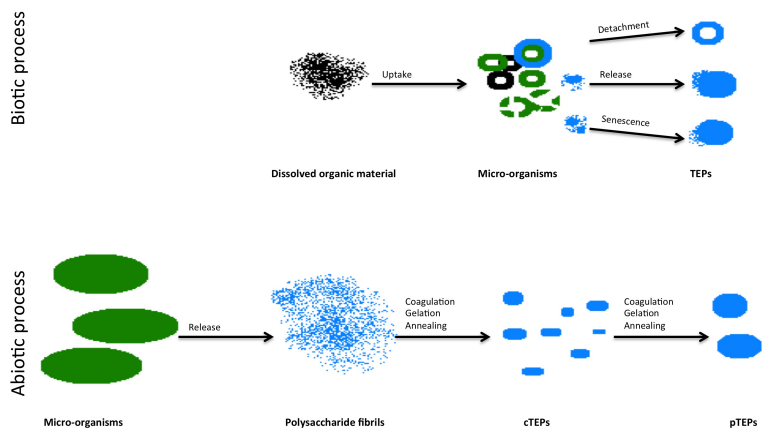 Biotic process
Detachment
Uptake
Release
Senescence
Dissolved organic material
Micro-organisms
TEPs
Abiotic process
Release
Coagulation
Gelation
Annealing
Coagulation
Gelation
Annealing
Micro-organisms
Polysaccharide fibrils
cTEPs
pTEPs